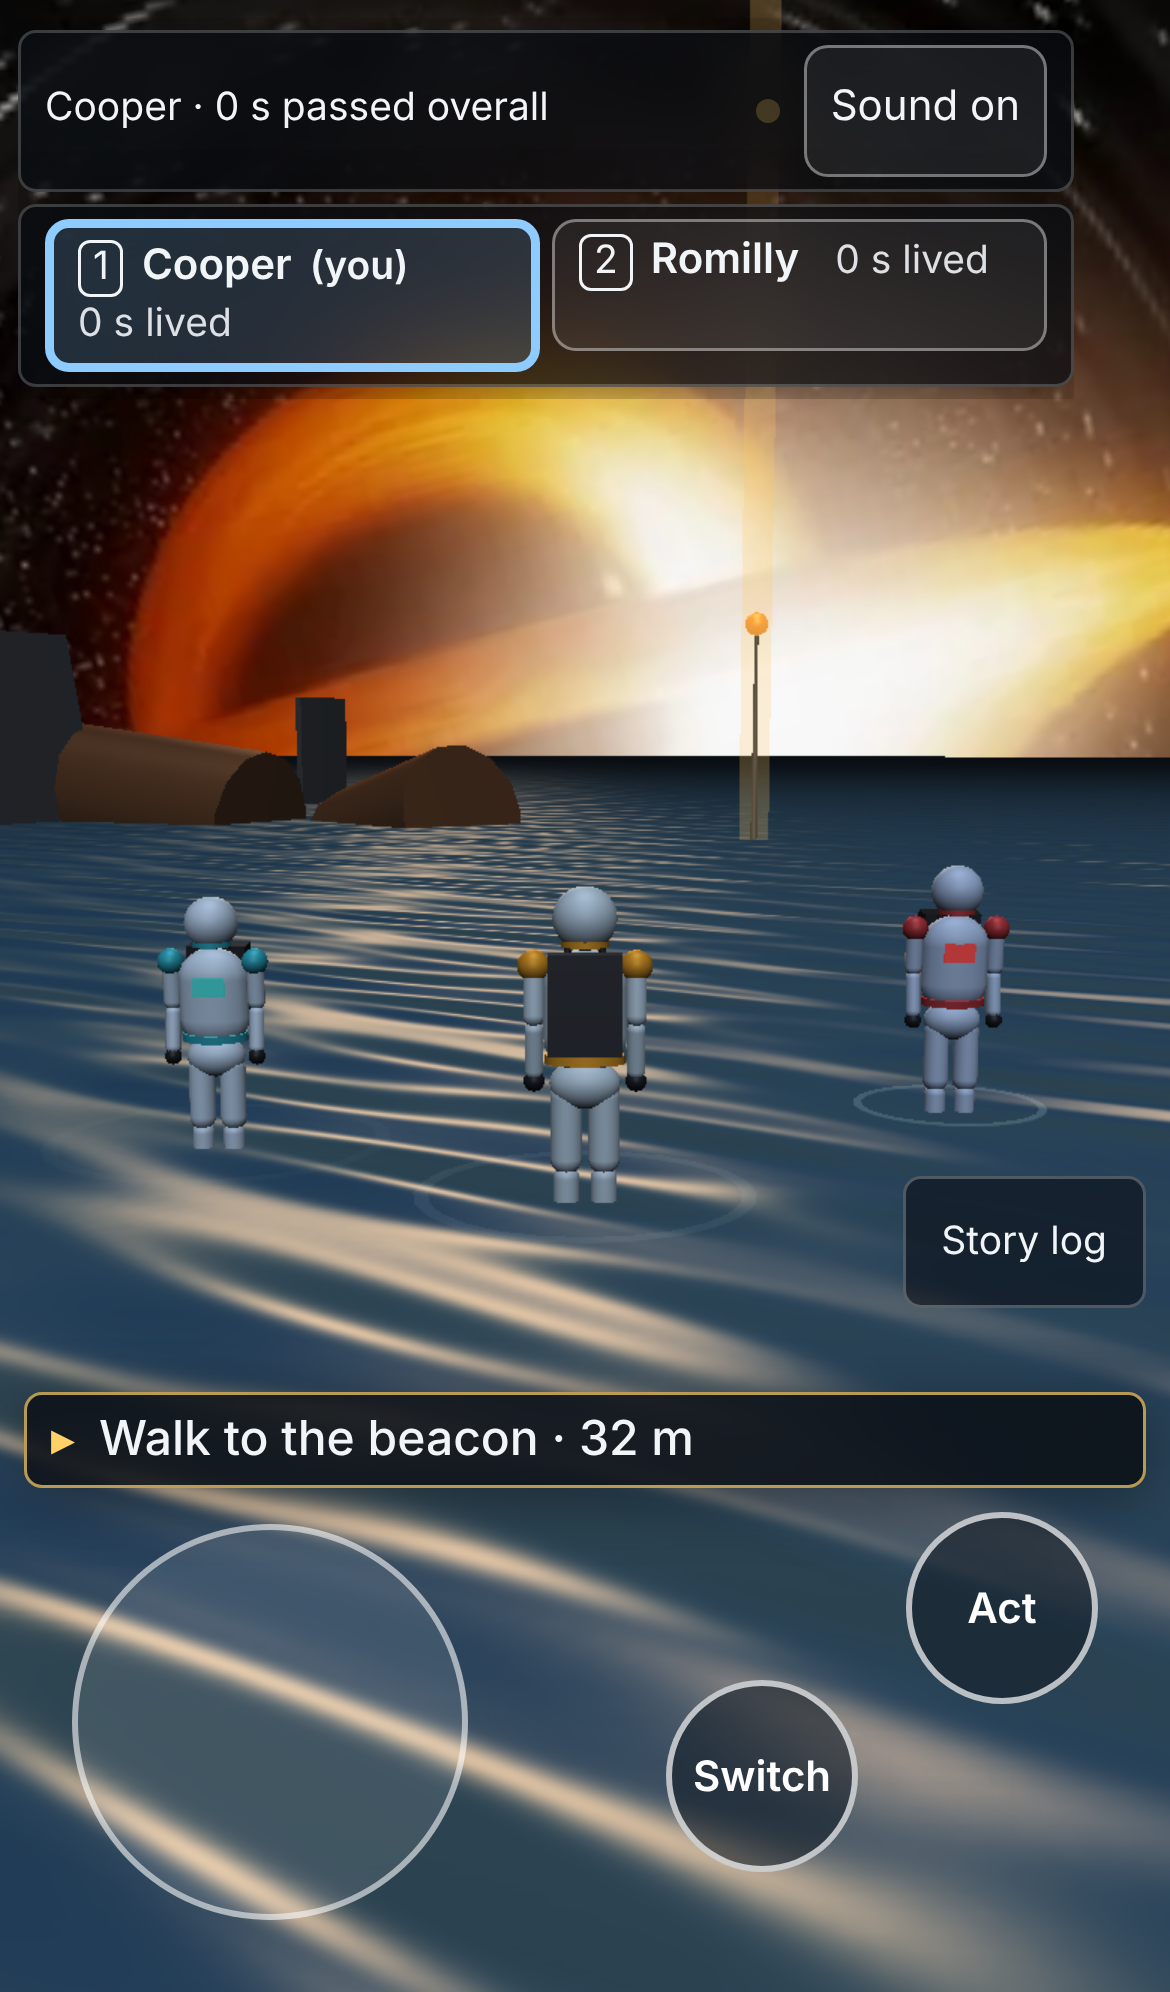 Cooper · 0 s passed overall
Sound on
1 Cooper (you)
0 s lived
2 Romilly 0 s lived
Story log
▶ Walk to the beacon · 32 m
Act
Switch